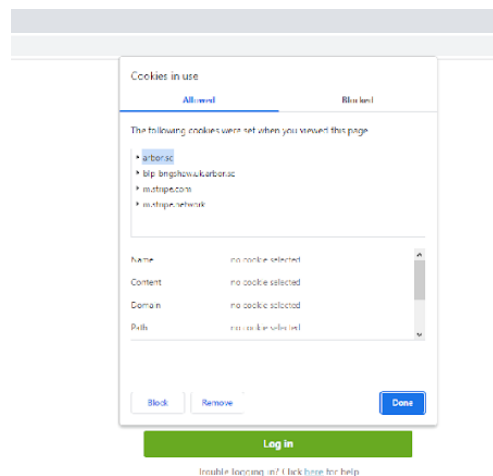 Cookies in use
Allowed Blocked
The following cookies were set when you viewed this page
arbor.sc
m.stripe.com
m.stripe.network
Name no cookie selected
Content no cookie selected
Domain no cookie selected
Path no cookie selected
Block Remove Done
Log in
Trouble logging in? Click here for help